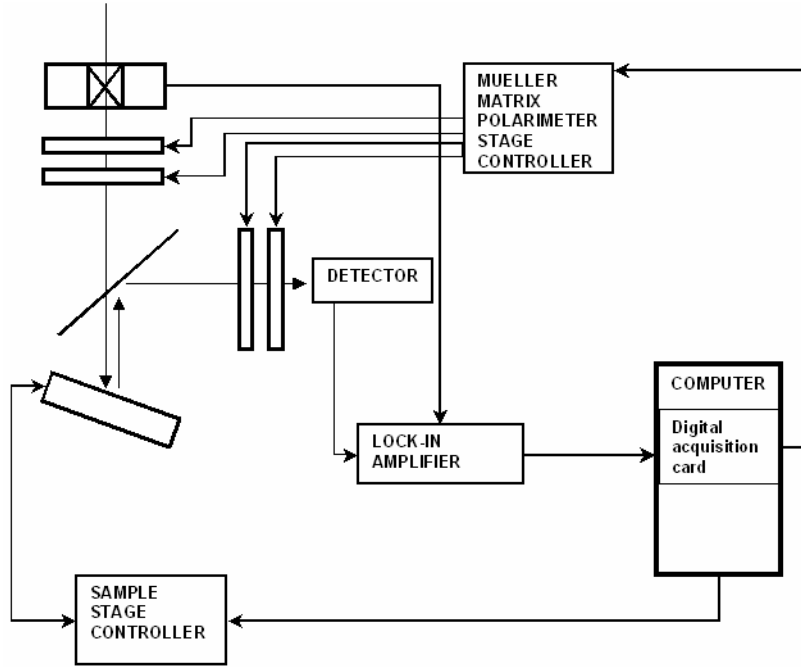 MUELLER
MATRIX
POLARIMETER
STAGE
CONTROLLER
DETECTOR
COMPUTER
Digital
acquisition
card
LOCK-IN
AMPLIFIER
SAMPLE
STAGE
CONTROLLER